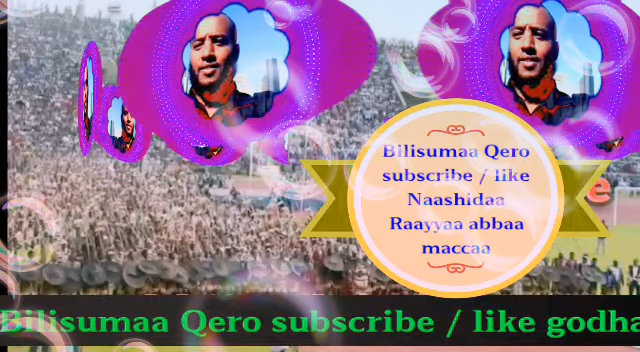 Bilisumaa Qero
subscribe / like
Naashidaa
Raayyaa abbaa
maccaa
e
Bilisumaa Qero subscribe / like godha